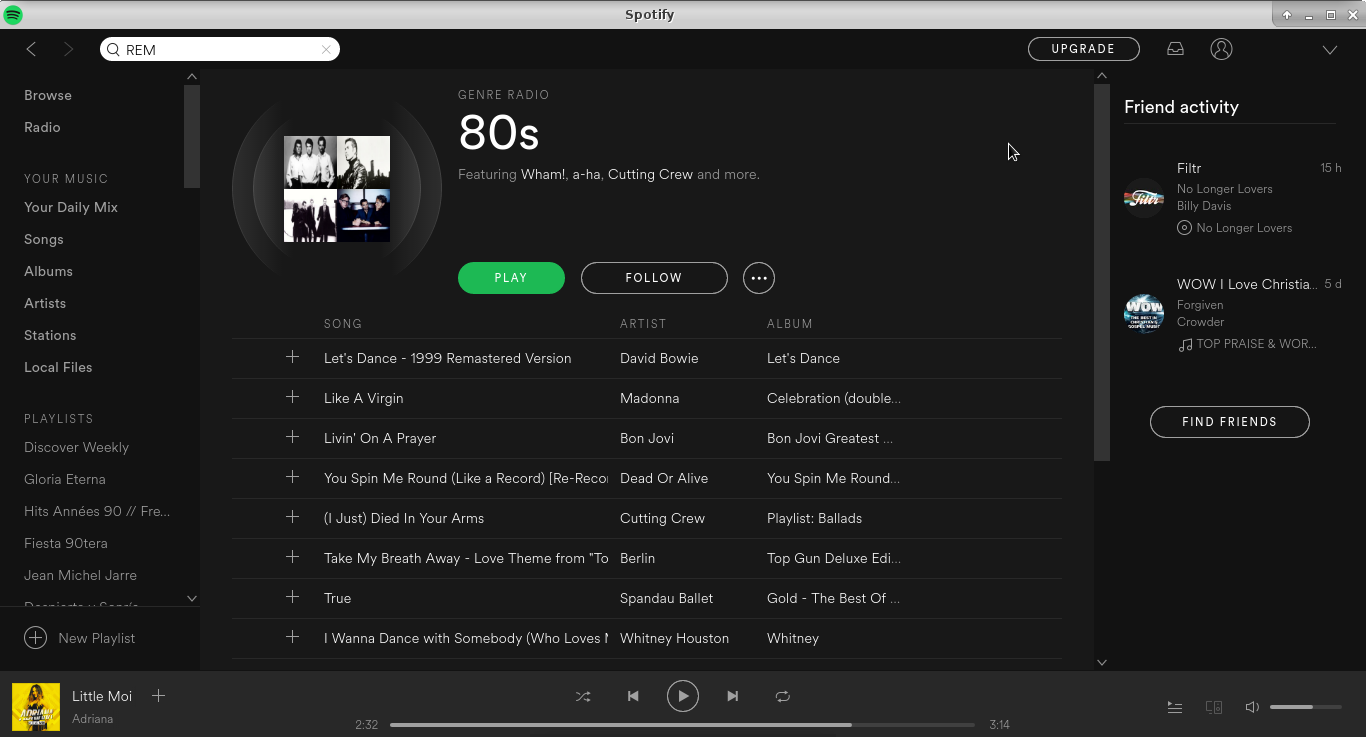 Spotify
REM
UPGRADE
Browse
Radio
YOUR MUSIC
Your Daily Mix
Songs
Albums
Artists
Stations
Local Files
PLAYLISTS
Discover Weekly
Gloria Eterna
Hits Années 90 // Fre...
Fiesta 90tera
Jean Michel Jarre
New Playlist
GENRE RADIO
80s
Featuring Wham!, a-ha, Cutting Crew and more.
PLAY FOLLOW
SONG ARTIST ALBUM
Let's Dance - 1999 Remastered Version David Bowie Let's Dance
Like A Virgin Madonna Celebration (double...
Livin' On A Prayer Bon Jovi Bon Jovi Greatest ...
You Spin Me Round (Like a Record) [Re-Recor Dead Or Alive You Spin Me Round...
(I Just) Died In Your Arms Cutting Crew Playlist: Ballads
Take My Breath Away - Love Theme from "To Berlin Top Gun Deluxe Edi...
True Spandau Ballet Gold - The Best Of ...
I Wanna Dance with Somebody (Who Loves Whitney Houston Whitney
Friend activity
Filtr 15 h
No Longer Lovers
Billy Davis
No Longer Lovers
WOW I Love Christia... 5 d
Forgiven
Crowder
TOP PRAISE & WOR...
FIND FRIENDS
Little Moi
Adriana
2:32 3:14